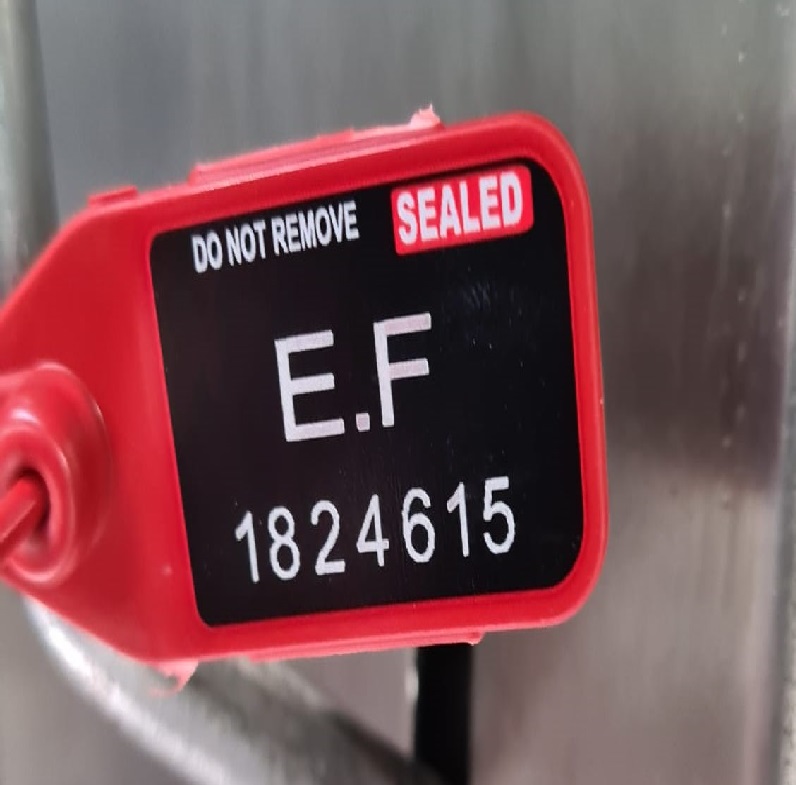 DO NOT REMOVE SEALED
E.F
1824615